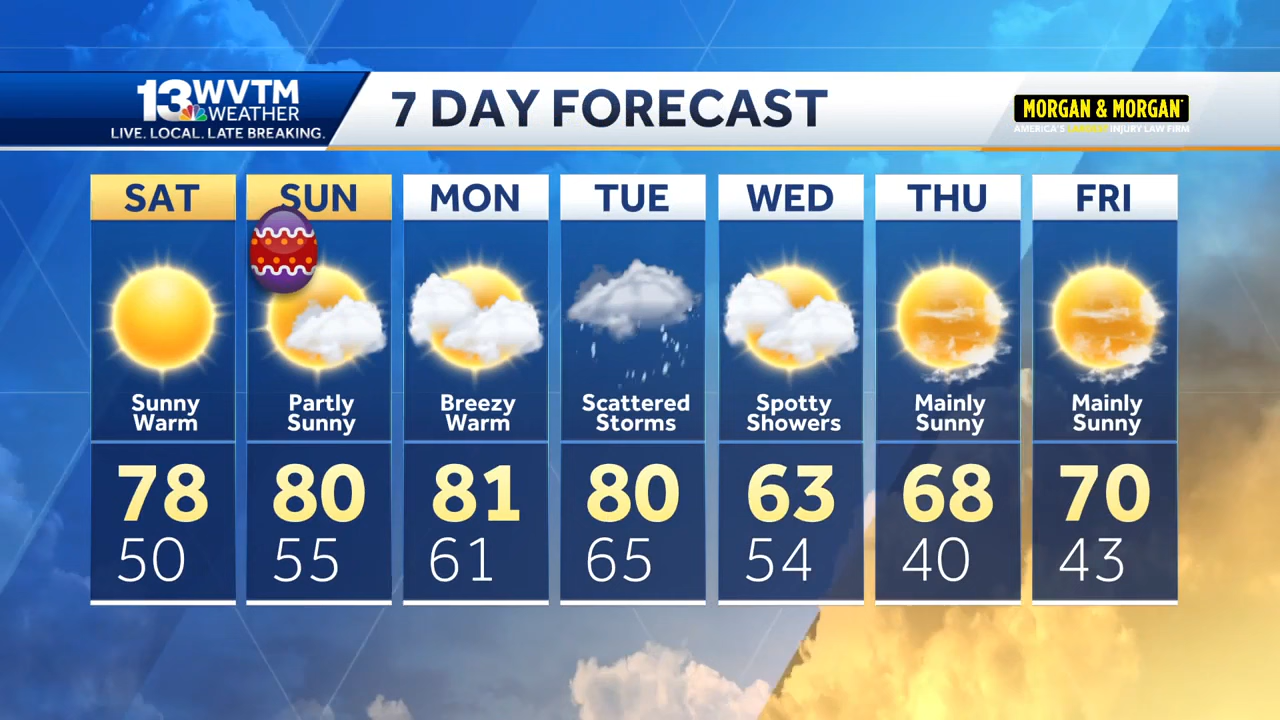 13 WVTM
WEATHER
LIVE. LOCAL. LATE BREAKING.
7 DAY FORECAST
MORGAN & MORGAN
AMERICA'S LARGEST INJURY LAW FIRM
SAT SUN MON TUE WED THU FRI
Sunny Partly Breezy Scattered Spotty Mainly Mainly
Warm Sunny Warm Storms Showers Sunny Sunny
78 80 81 80 63 68 70
50 55 61 65 54 40 43